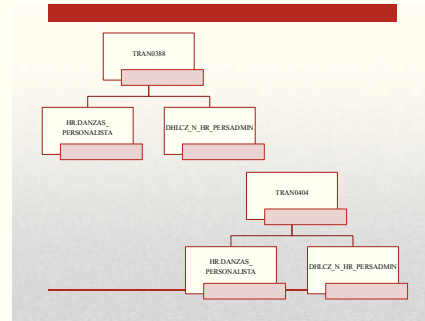 TRAN0388
HR:DANZAS_
PERSONALISTA
DHLCZ_N_HR_PERSADMIN
TRAN0404
HR:DANZAS_
PERSONALISTA
DHLCZ_N_HR_PERSADMIN